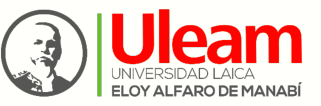 Uleam
UNIVERSIDAD LAICA
ELOY ALFARO DE MANABÍ